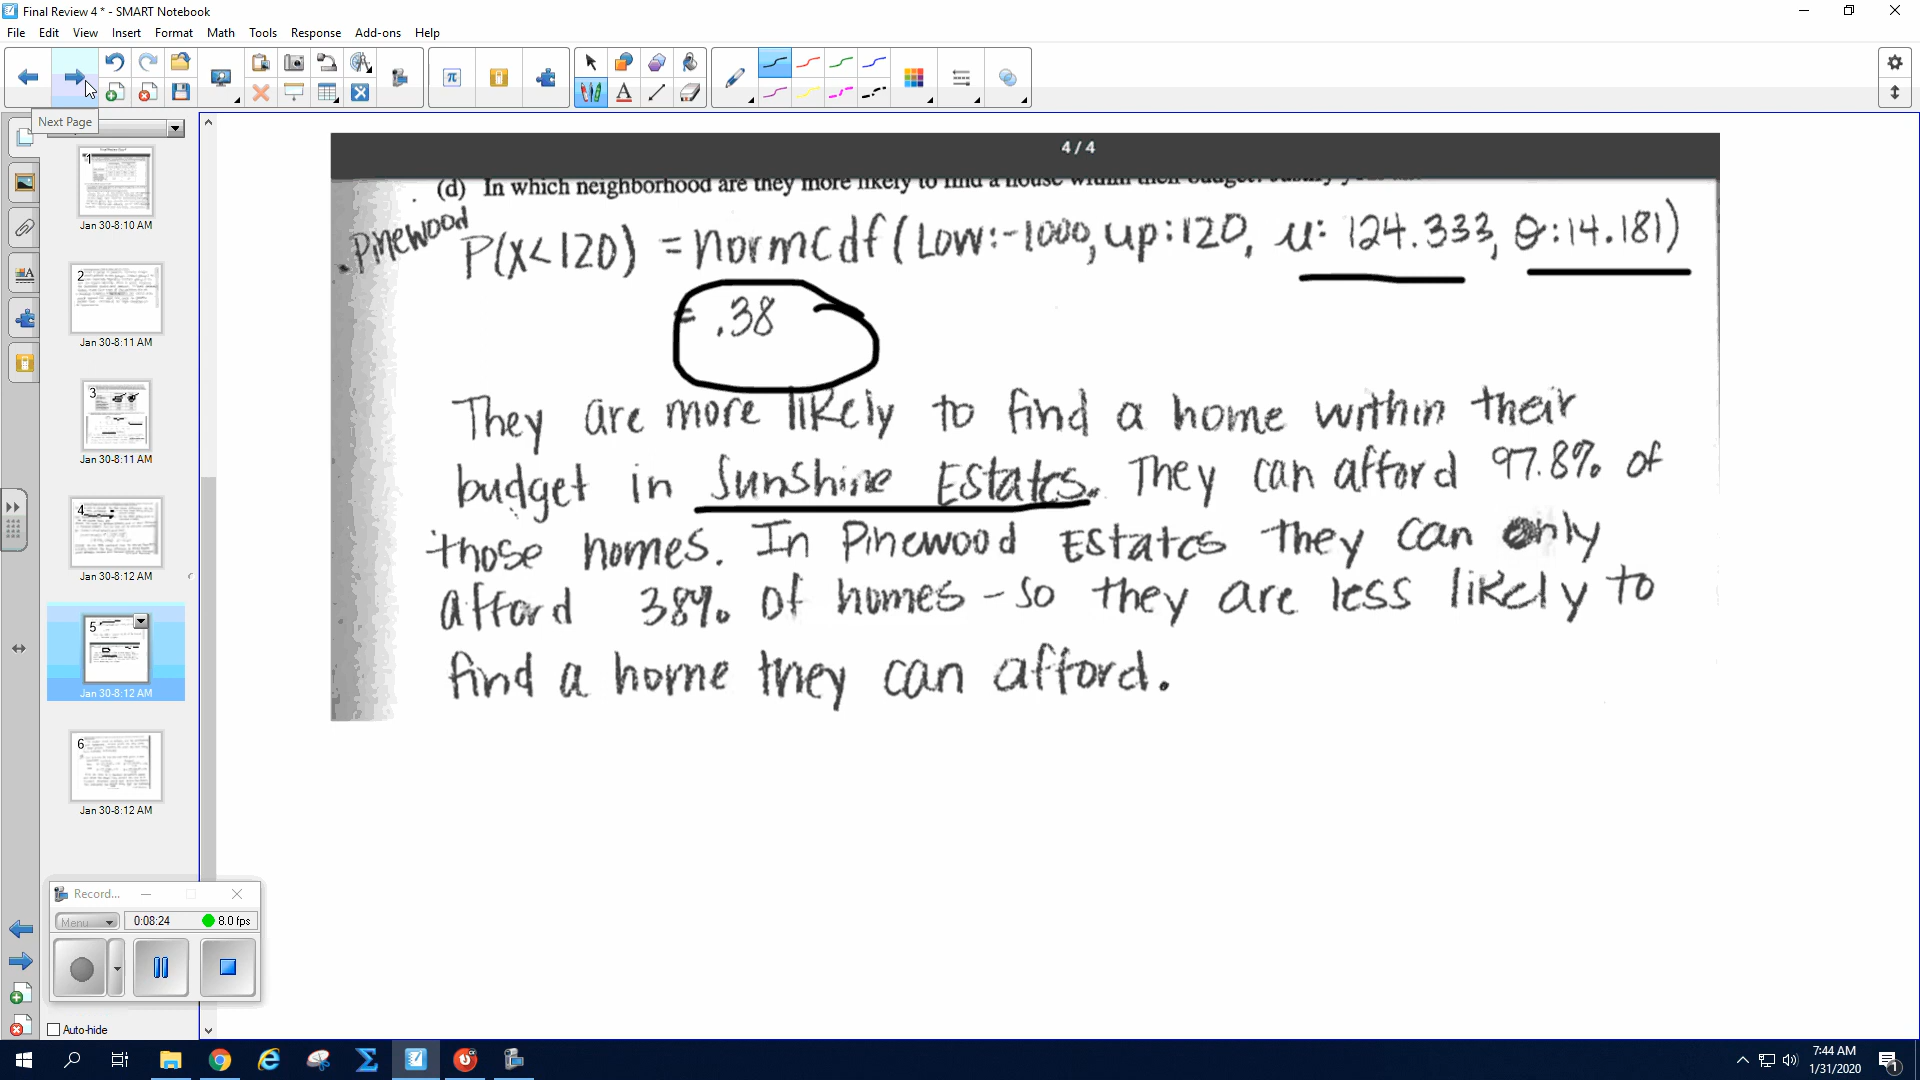 Final Review 4 * - SMART Notebook
File Edit View Insert Format Math Tools Response Add-ons Help
Next Page
1
Jan 30-8:10 AM
2
Jan 30-8:11 AM
3
Jan 30-8:11 AM
4
Jan 30-8:12 AM
5
Jan 30-8:12 AM
6
Jan 30-8:12 AM
4 / 4
(d) In which neighborhood are they more likely to find a house within their budget?
Pinewood
P(X<120) = normcdf(Low:-1000, up:120, μ: 124.333, θ:14.181)
= .38
They are more likely to find a home within their
budget in Sunshine Estates. They can afford 97.8% of
those homes. In Pinewood Estates they can only
afford 38% of homes - so they are less likely to
find a home they can afford.
Record...
Menu 0:08:24 8.0 fps
Auto-hide
7:44 AM
1/31/2020
1